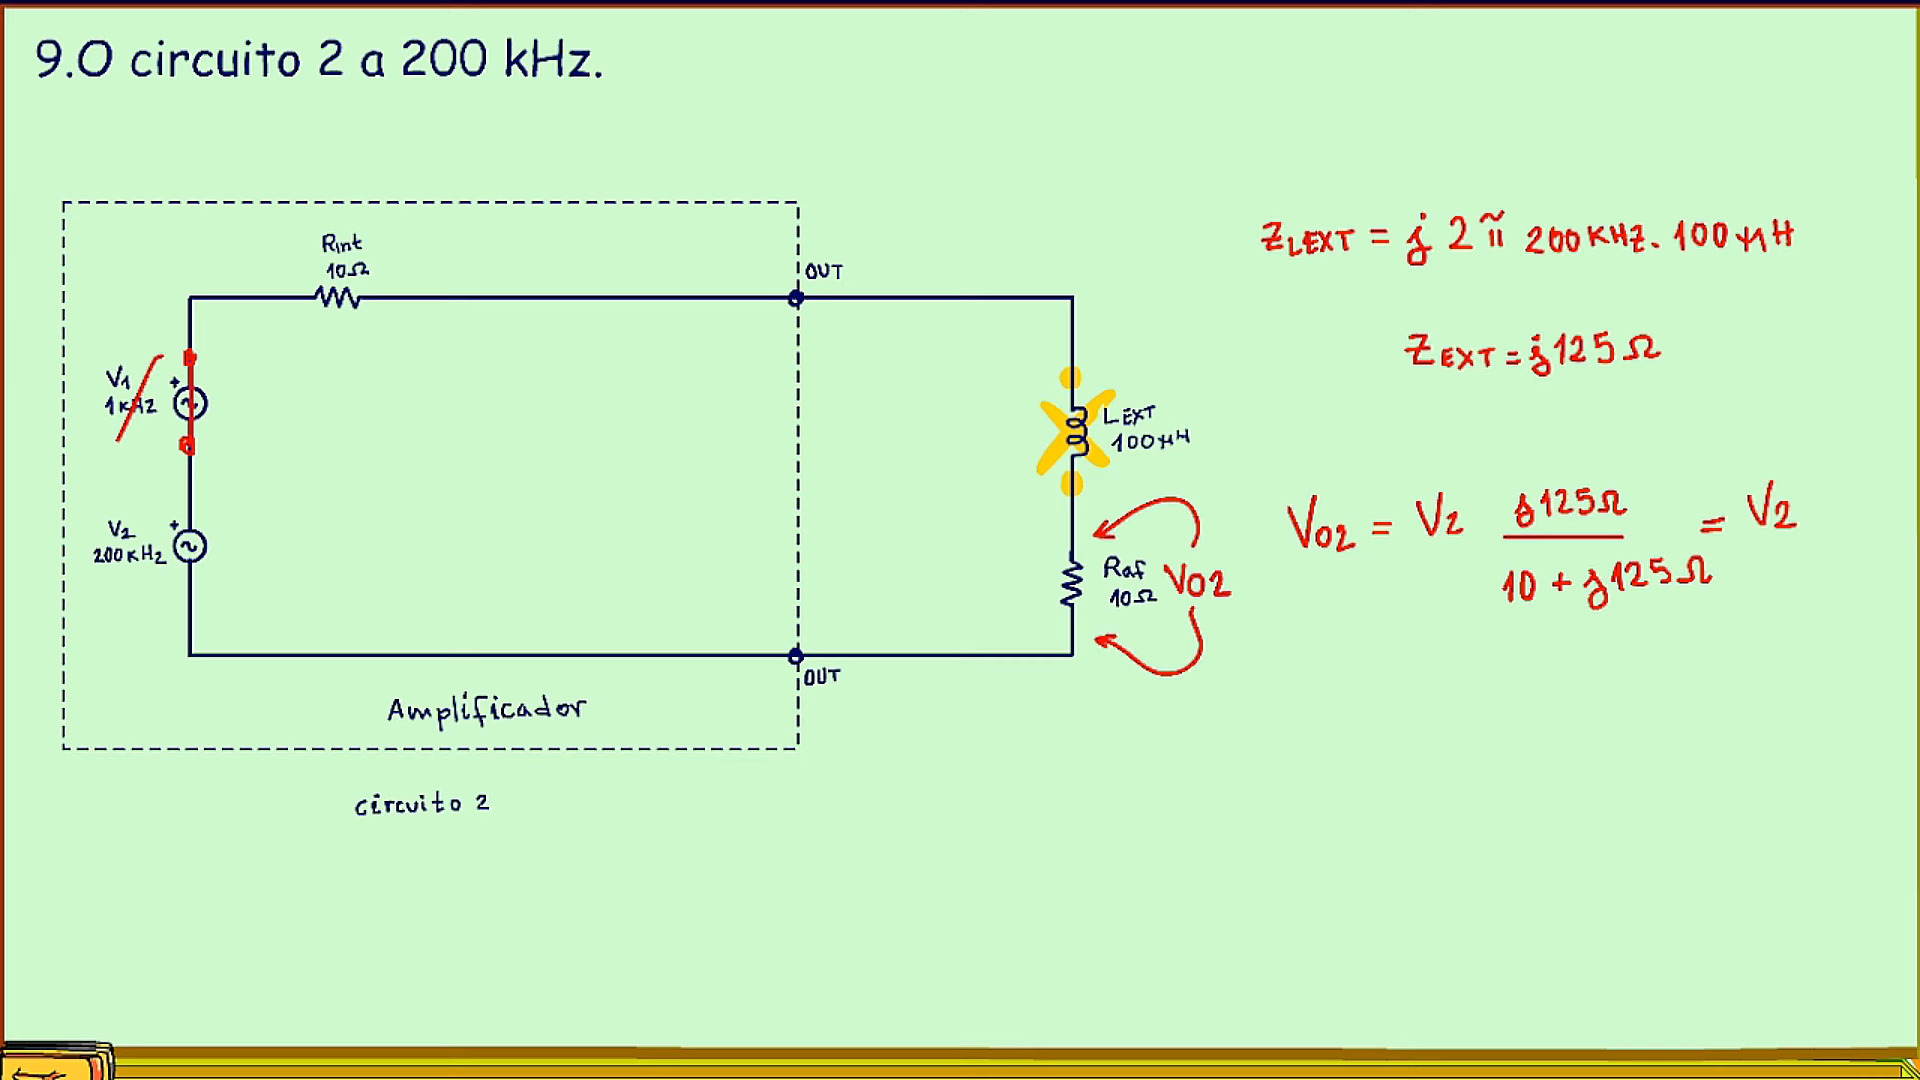 9.O circuito 2 a 200 kHz.
Rint
10Ω
OUT
V1
+
1KHZ
V2
+
200KHZ
LEXT
100μH
Raf
10Ω
VO2
OUT
Amplificador
circuito 2
ZLEXT = j 2 π 200KHZ. 100μH
ZEXT = j125Ω
VO2 = V2 j125Ω / 10 + j125Ω = V2